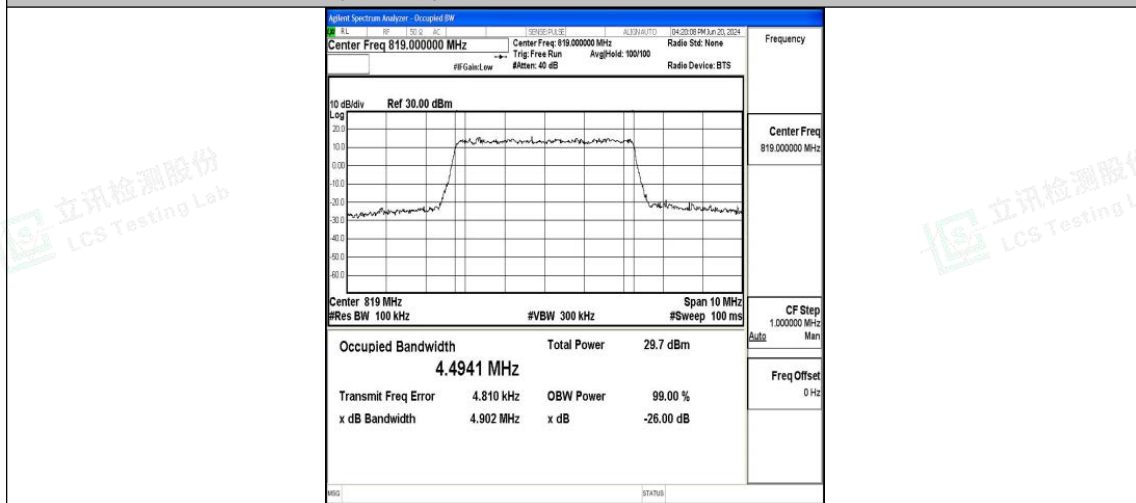 Agilent Spectrum Analyzer - Occupied BW
RL RF 50 Ω AC SENSE:PULSE ALIGN AUTO 04:20:08 PM Jun 20, 2024
Center Freq 819.000000 MHz
Center Freq: 819.000000 MHz
Radio Std: None
Trig: Free Run Avg|Hold: 100/100
#IFGain:Low #Atten: 40 dB Radio Device: BTS
Frequency
10 dB/div Ref 30.00 dBm
Log
20.0
10.0
0.00
-10.0
-20.0
-30.0
-40.0
-50.0
-60.0
Center 819 MHz Span 10 MHz
#Res BW 100 kHz #VBW 300 kHz #Sweep 100 ms
Occupied Bandwidth Total Power 29.7 dBm
4.4941 MHz
Transmit Freq Error 4.810 kHz OBW Power 99.00 %
x dB Bandwidth 4.902 MHz x dB -26.00 dB
Center Freq
819.000000 MHz
CF Step
1.000000 MHz
Auto Man
Freq Offset
0 Hz
MSG STATUS
立讯检测股份
LCS Testing Lab
立讯检测股份
LCS Testing L